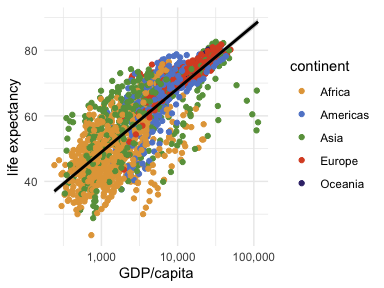 80
60
40
life expectancy
1,000
10,000
100,000
GDP/capita
continent
Africa
Americas
Asia
Europe
Oceania